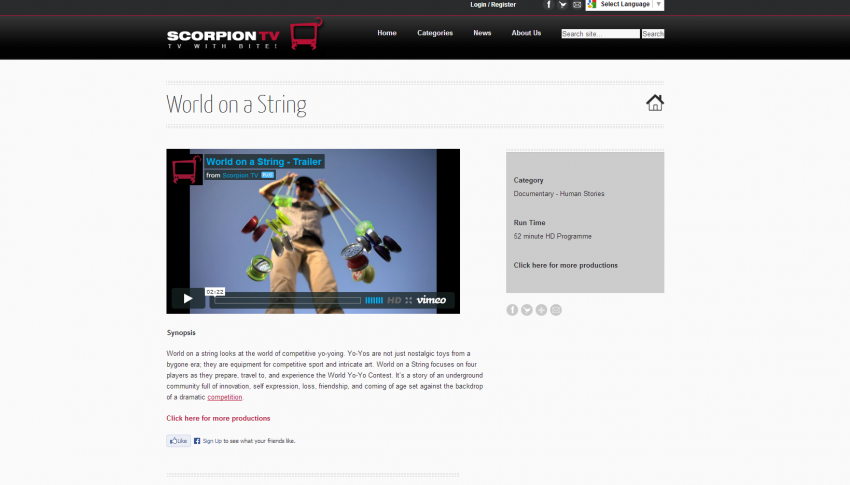 Login / Register
Select Language
SCORPION TV
TV WITH BITE!
Home
Categories
News
About Us
Search site...
Search
World on a String
World on a String - Trailer
from Scorpion TV PLUS
02:22
HD
vimeo
Category
Documentary - Human Stories
Run Time
52 minute HD Programme
Click here for more productions
Synopsis
World on a string looks at the world of competitive yo-yoing. Yo-Yos are not just nostalgic toys from a
bygone era; they are equipment for competitive sport and intricate art. World on a String focuses on four
players as they prepare, travel to, and experience the World Yo-Yo Contest. It's a story of an underground
community full of innovation, self expression, loss, friendship, and coming of age set against the backdrop
of a dramatic competition.
Click here for more productions
Like
Sign Up to see what your friends like.